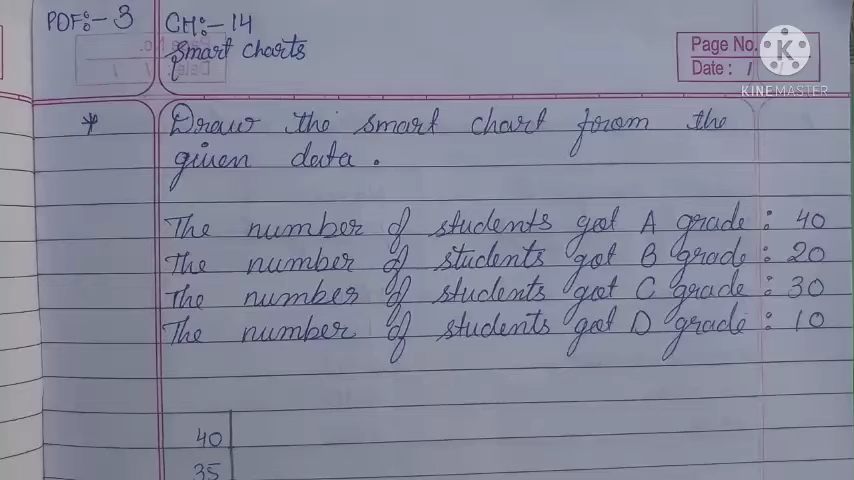 PDF:- 3
CH:- 14
Smart charts
Page No.
Date : / /
K
KINEMASTER
* Draw the smart chart from the
given data.
The number of students got A grade : 40
The number of students got B grade : 20
The number of students got C grade : 30
The number of students got D grade : 10
40
35